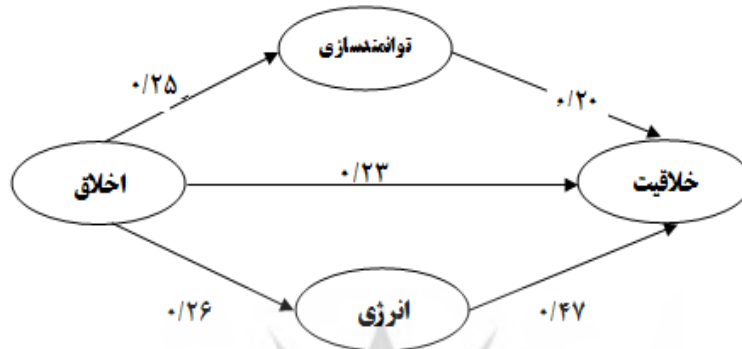 توانمندسازی
۰/۲۵
۰/۲۰
اخلاق
۰/۲۳
خلاقیت
۰/۲۶
انرژی
۰/۴۷